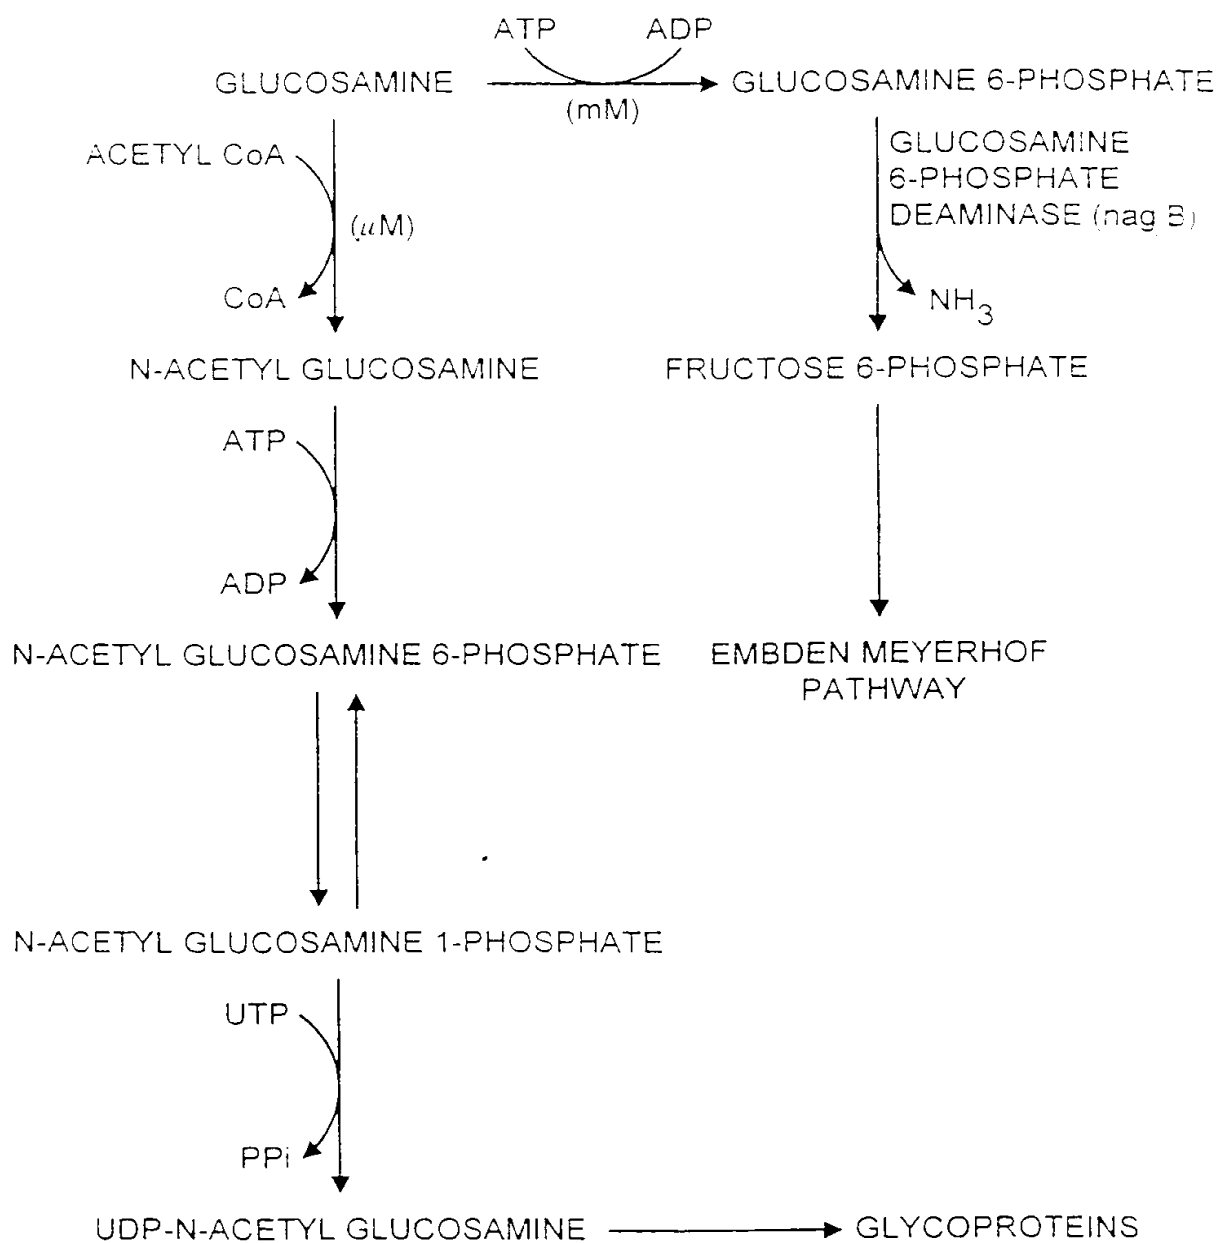 ATP ADP
GLUCOSAMINE GLUCOSAMINE 6-PHOSPHATE
(mM)
ACETYL CoA
GLUCOSAMINE
6-PHOSPHATE
DEAMINASE (nag B)
(μM)
CoA
NH3
N-ACETYL GLUCOSAMINE FRUCTOSE 6-PHOSPHATE
ATP
ADP
N-ACETYL GLUCOSAMINE 6-PHOSPHATE EMBDEN MEYERHOF
PATHWAY
N-ACETYL GLUCOSAMINE 1-PHOSPHATE
UTP
PPi
UDP-N-ACETYL GLUCOSAMINE GLYCOPROTEINS